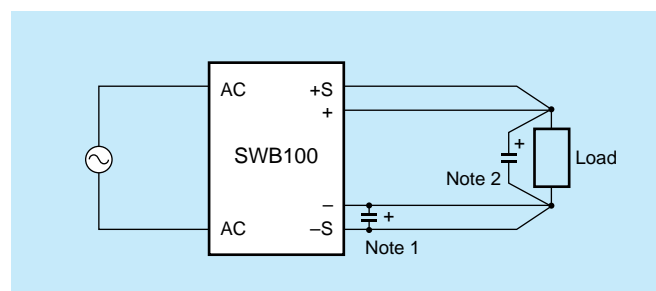 AC +S
+
SWB100
+
Load
Note 2
–
+
AC –S
Note 1